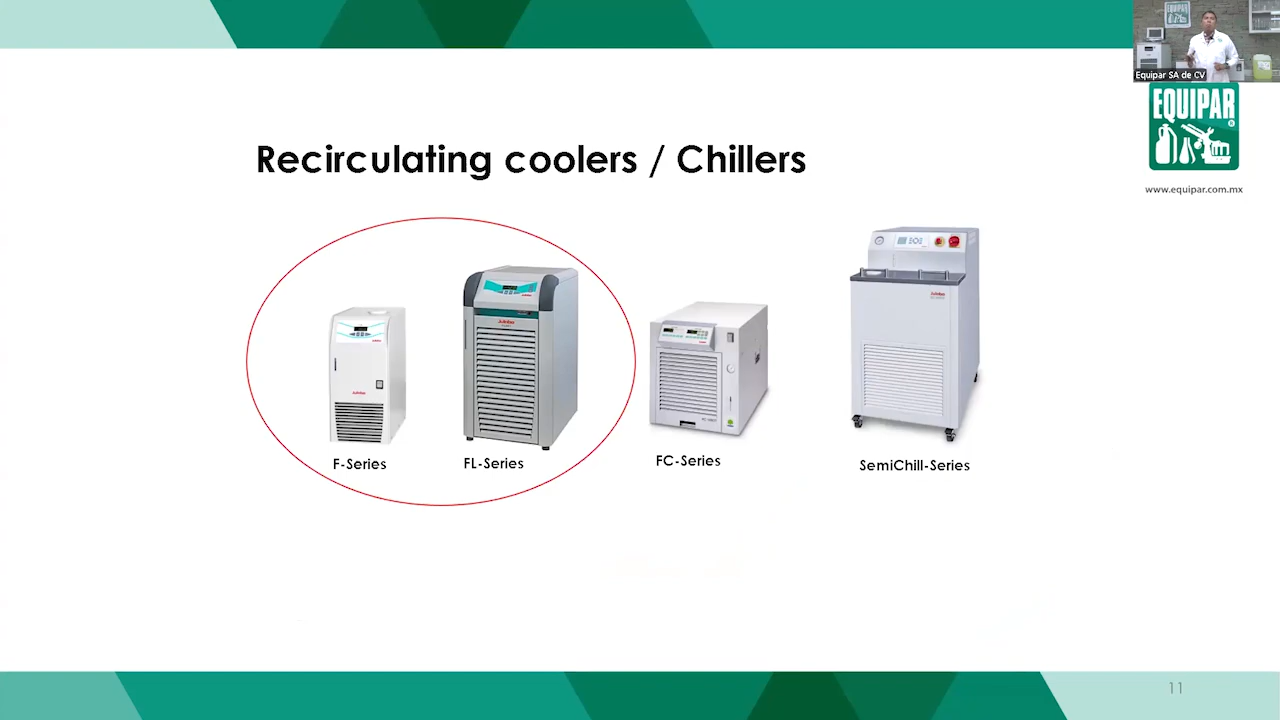 EQUIPAR
Equipar SA de CV
EQUIPAR
®
www.equipar.com.mx
Recirculating coolers / Chillers
F-Series
FL-Series
FC-Series
SemiChill-Series
11